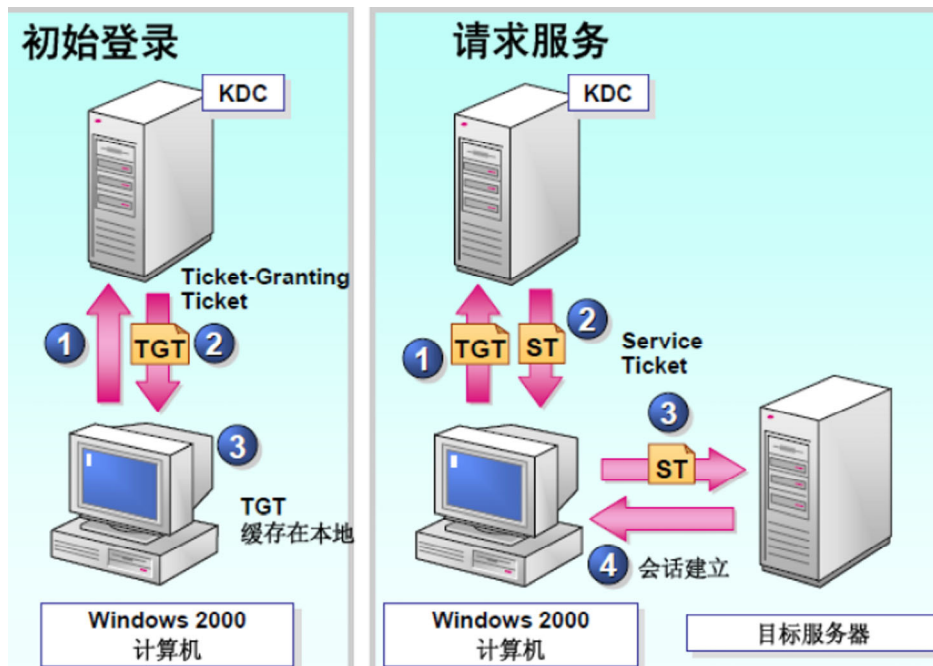 初始登录
KDC
Ticket-Granting
Ticket
1
TGT
2
3
TGT
缓存在本地
Windows 2000
计算机
请求服务
KDC
1
TGT
ST
2
Service
Ticket
3
ST
4
会话建立
Windows 2000
计算机
目标服务器